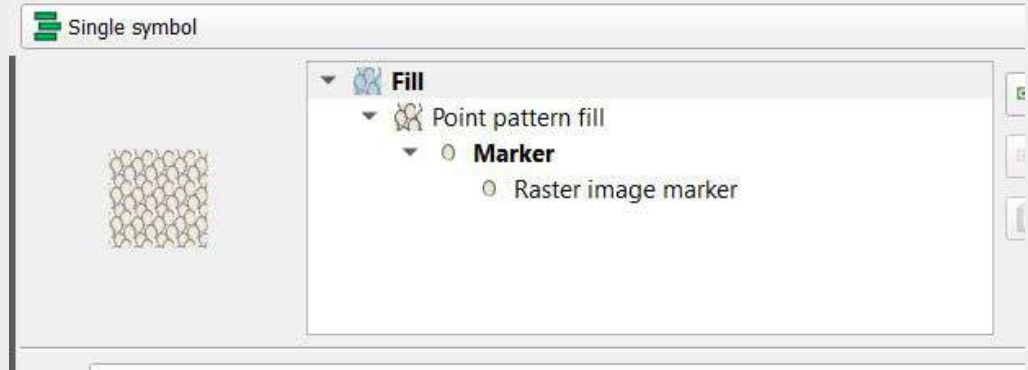 Single symbol
Fill
Point pattern fill
Marker
Raster image marker